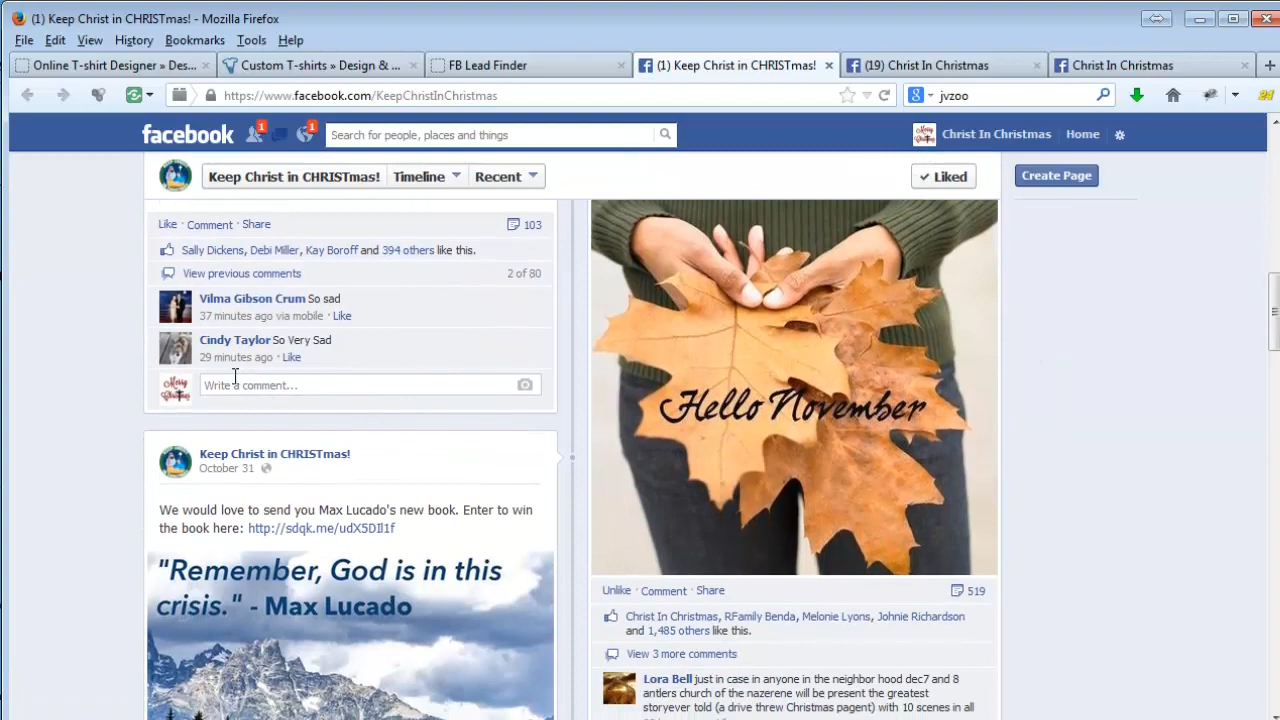 (1) Keep Christ in CHRISTmas! - Mozilla Firefox
File Edit View History Bookmarks Tools Help
Online T-shirt Designer » Des... × Custom T-shirts » Design & ... × FB Lead Finder × (1) Keep Christ in CHRISTmas! × (19) Christ In Christmas × Christ In Christmas × +
https://www.facebook.com/KeepChristInChristmas jvzoo
facebook 1 1 Search for people, places and things Christ In Christmas Home
Keep Christ in CHRISTmas! Timeline Recent ✓ Liked Create Page
Like · Comment · Share 103
Sally Dickens, Debi Miller, Kay Boroff and 394 others like this.
View previous comments 2 of 80
Vilma Gibson Crum So sad
37 minutes ago via mobile · Like
Cindy Taylor So Very Sad
29 minutes ago · Like
Write a comment...
Keep Christ in CHRISTmas!
October 31
We would love to send you Max Lucado's new book. Enter to win
the book here: http://sdqk.me/udX5DIl1f
"Remember, God is in this
crisis." - Max Lucado
Hello November
Unlike · Comment · Share 519
Christ In Christmas, RFamily Benda, Melonie Lyons, Johnie Richardson
and 1,485 others like this.
View 3 more comments
Lora Bell just in case in anyone in the neighbor hood dec7 and 8
antlers church of the nazerene will be present the greatest
storyever told (a drive threw Christmas pagent) with 10 scenes in all